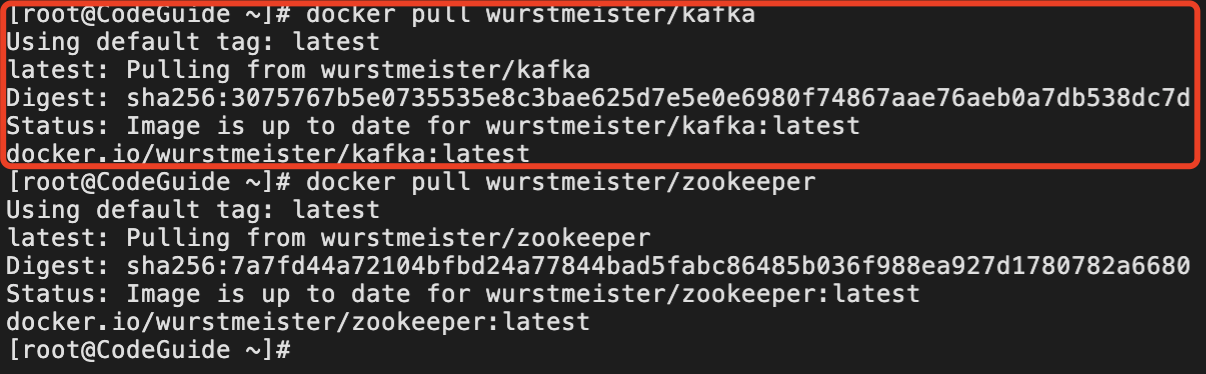 [root@CodeGuide ~]# docker pull wurstmeister/kafka
Using default tag: latest
latest: Pulling from wurstmeister/kafka
Digest: sha256:3075767b5e0735535e8c3bae625d7e5e0e6980f74867aae76aeb0a7db538dc7d
Status: Image is up to date for wurstmeister/kafka:latest
docker.io/wurstmeister/kafka:latest
[root@CodeGuide ~]# docker pull wurstmeister/zookeeper
Using default tag: latest
latest: Pulling from wurstmeister/zookeeper
Digest: sha256:7a7fd44a72104bfbd24a77844bad5fabc86485b036f988ea927d1780782a6680
Status: Image is up to date for wurstmeister/zookeeper:latest
docker.io/wurstmeister/zookeeper:latest
[root@CodeGuide ~]#